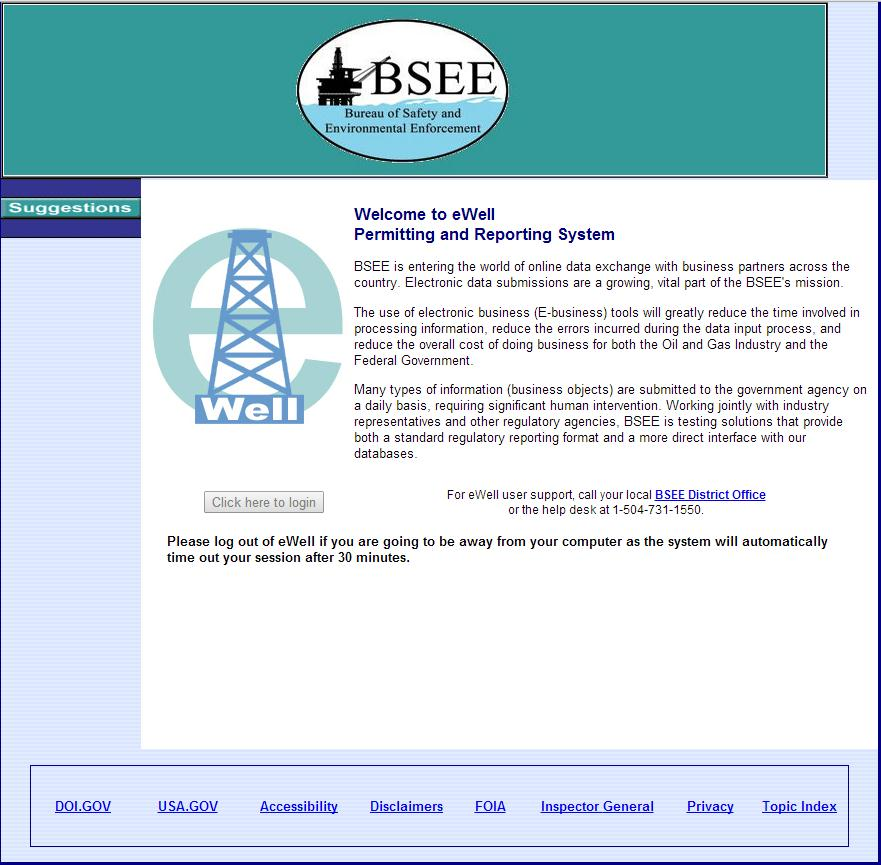 BSEE
Bureau of Safety and
Environmental Enforcement
Suggestions
Welcome to eWell
Permitting and Reporting System
BSEE is entering the world of online data exchange with business partners across the
country. Electronic data submissions are a growing, vital part of the BSEE's mission.
The use of electronic business (E-business) tools will greatly reduce the time involved in
processing information, reduce the errors incurred during the data input process, and
reduce the overall cost of doing business for both the Oil and Gas Industry and the
Federal Government.
Many types of information (business objects) are submitted to the government agency on
a daily basis, requiring significant human intervention. Working jointly with industry
representatives and other regulatory agencies, BSEE is testing solutions that provide
both a standard regulatory reporting format and a more direct interface with our
databases.
e
Well
Click here to login
For eWell user support, call your local BSEE District Office
or the help desk at 1-504-731-1550.
Please log out of eWell if you are going to be away from your computer as the system will automatically
time out your session after 30 minutes.
DOI.GOV USA.GOV Accessibility Disclaimers FOIA Inspector General Privacy Topic Index